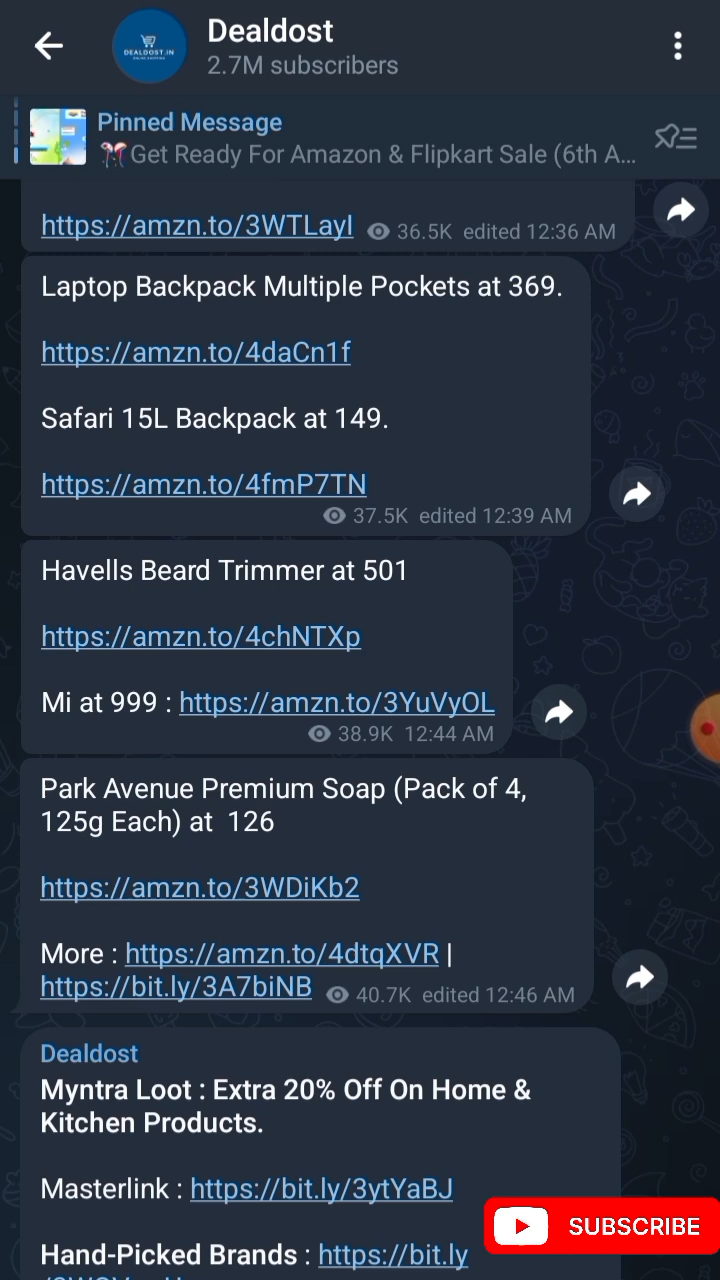 Dealdost
2.7M subscribers
DEALDOST.IN
Pinned Message
Get Ready For Amazon & Flipkart Sale (6th A...
https://amzn.to/3WTLayI 36.5K edited 12:36 AM
Laptop Backpack Multiple Pockets at 369.
https://amzn.to/4daCn1f
Safari 15L Backpack at 149.
https://amzn.to/4fmP7TN
37.5K edited 12:39 AM
Havells Beard Trimmer at 501
https://amzn.to/4chNTXp
Mi at 999 : https://amzn.to/3YuVyOL
38.9K 12:44 AM
Park Avenue Premium Soap (Pack of 4,
125g Each) at 126
https://amzn.to/3WDiKb2
More : https://amzn.to/4dtqXVR |
https://bit.ly/3A7biNB 40.7K edited 12:46 AM
Dealdost
Myntra Loot : Extra 20% Off On Home &
Kitchen Products.
Masterlink : https://bit.ly/3ytYaBJ
SUBSCRIBE
Hand-Picked Brands : https://bit.ly